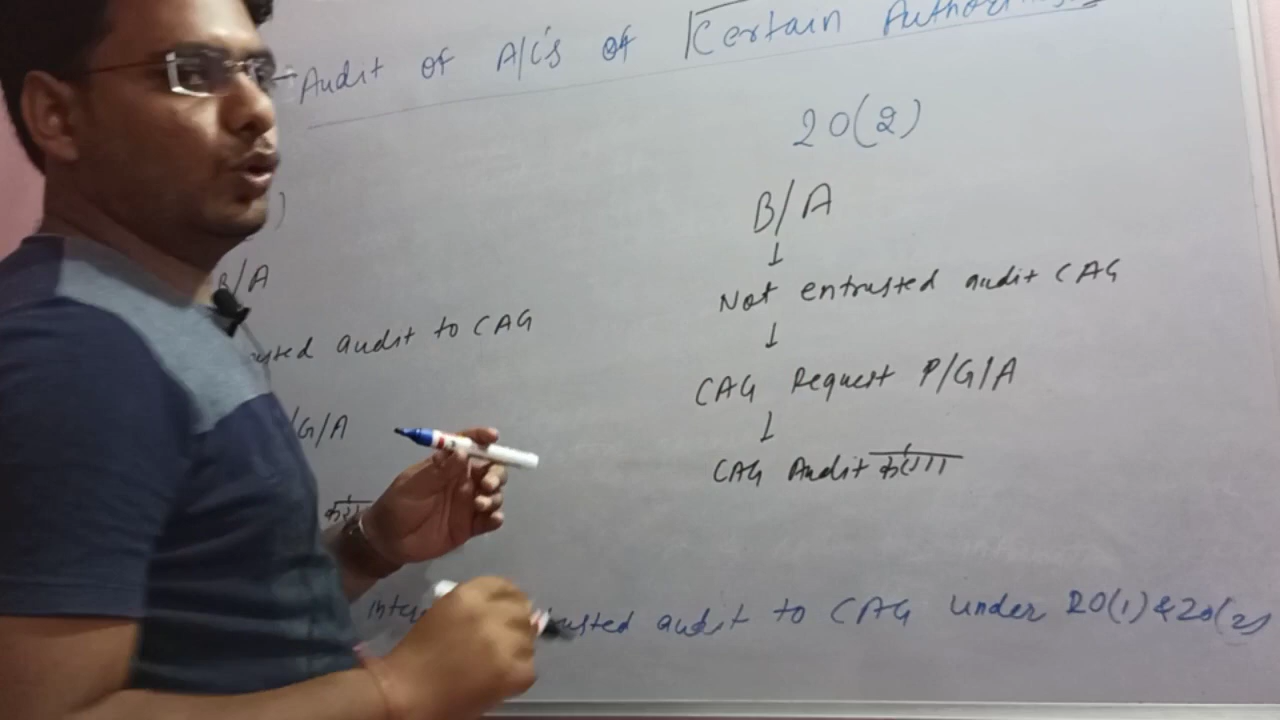 Audit of A/C's of Certain
20(2)
B/A
B/A
Not entrusted audit CAG
audit to CAG
CAG Request P/G/A
/G/A
CAG Audit करेगा
audit to CAG under 20(1) & 20(2)